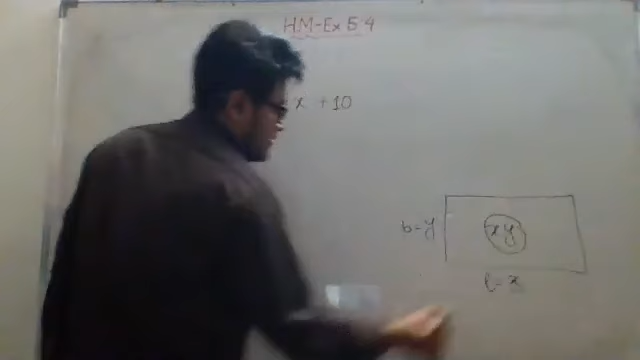 HM-Ex 5.4
x + 10
b = y
xy
l = x